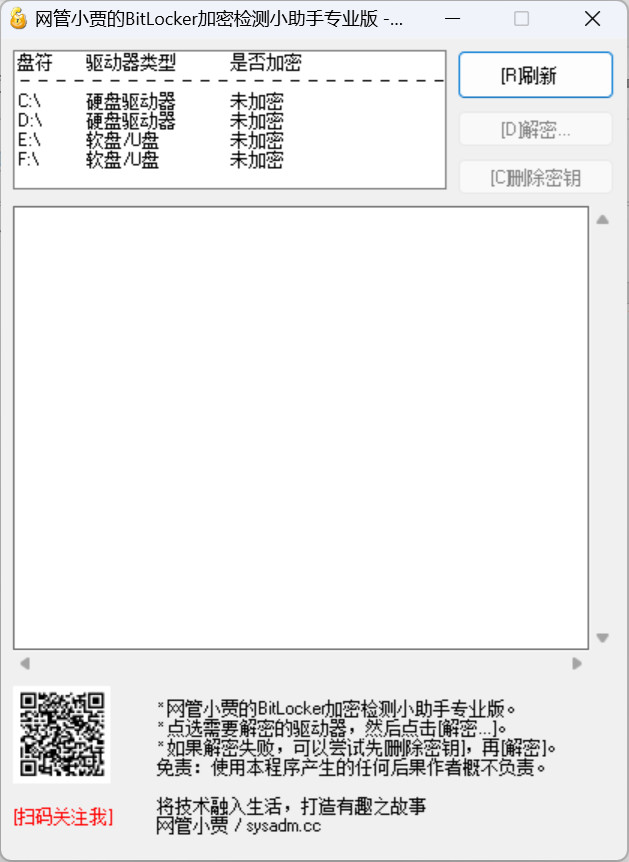 网管小贾的BitLocker加密检测小助手专业版 -...
盘符 驱动器类型 是否加密
- - - - - - - - - - - - - - - - - - - - - - - - - - - - - -
C:\ 硬盘驱动器 未加密
D:\ 硬盘驱动器 未加密
E:\ 软盘/U盘 未加密
F:\ 软盘/U盘 未加密
[R]刷新
[D]解密...
[C]删除密钥
*网管小贾的BitLocker加密检测小助手专业版。
*点选需要解密的驱动器，然后点击[解密...]。
*如果解密失败，可以尝试先[删除密钥]，再[解密]。
免责：使用本程序产生的任何后果作者概不负责。
将技术融入生活，打造有趣之故事
网管小贾 / sysadm.cc
[扫码关注我]